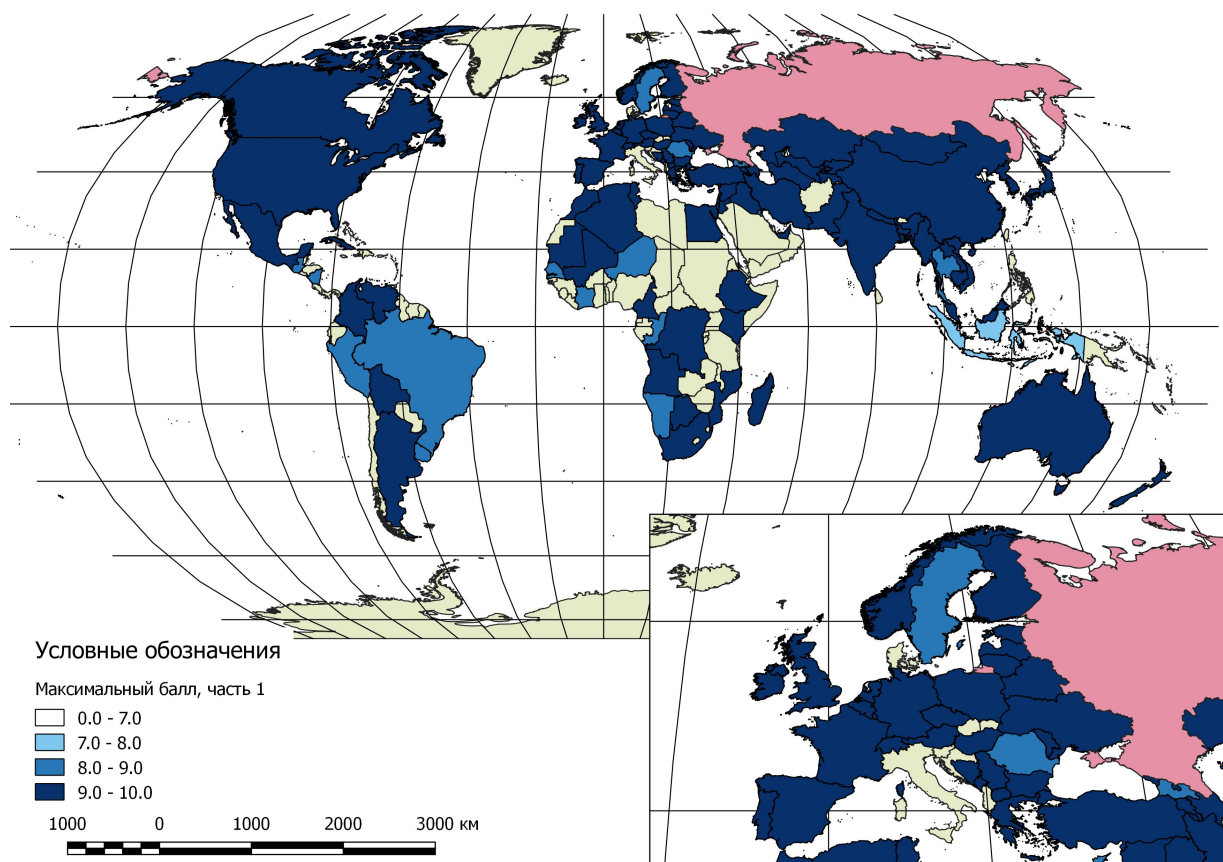 Условные обозначения
Максимальный балл, часть 1
0.0 - 7.0
7.0 - 8.0
8.0 - 9.0
9.0 - 10.0
1000 0 1000 2000 3000 км